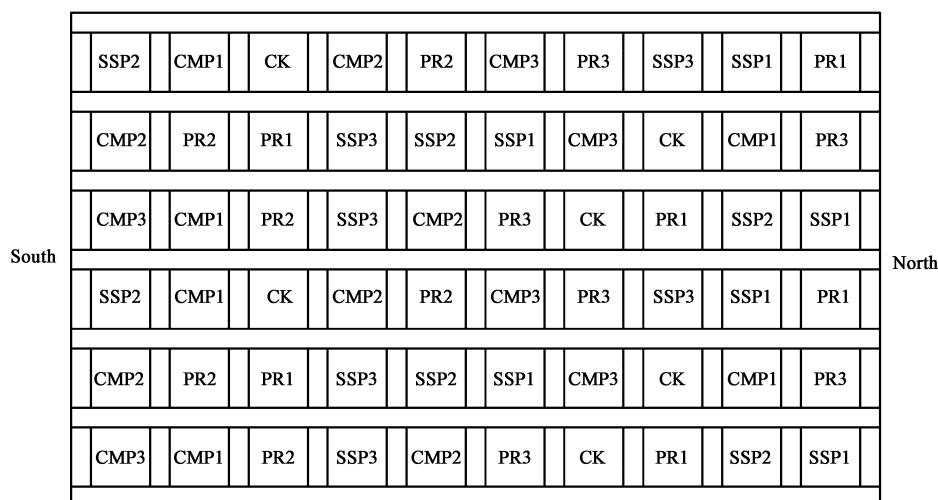 SSP2 CMP1 CK CMP2 PR2 CMP3 PR3 SSP3 SSP1 PR1
CMP2 PR2 PR1 SSP3 SSP2 SSP1 CMP3 CK CMP1 PR3
CMP3 CMP1 PR2 SSP3 CMP2 PR3 CK PR1 SSP2 SSP1
South
North
SSP2 CMP1 CK CMP2 PR2 CMP3 PR3 SSP3 SSP1 PR1
CMP2 PR2 PR1 SSP3 SSP2 SSP1 CMP3 CK CMP1 PR3
CMP3 CMP1 PR2 SSP3 CMP2 PR3 CK PR1 SSP2 SSP1